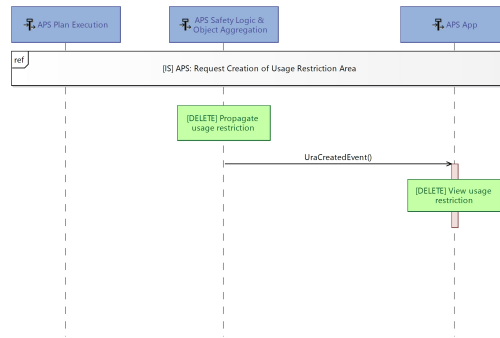 APS Plan Execution
APS Safety Logic &
Object Aggregation
APS App
ref
[IS] APS: Request Creation of Usage Restriction Area
[DELETE] Propagate
usage restriction
UraCreatedEvent()
[DELETE] View usage
restriction